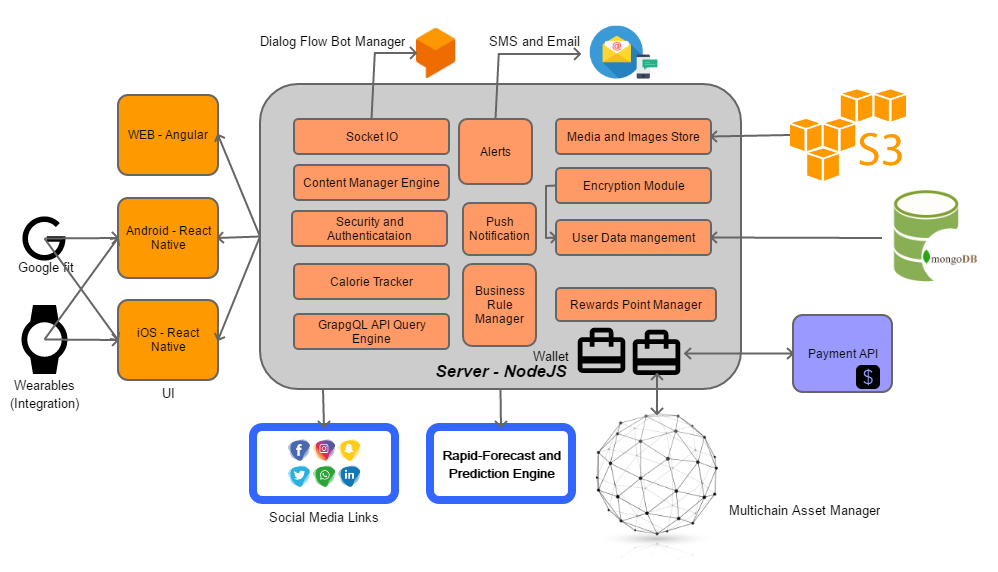 Dialog Flow Bot Manager
SMS and Email
@
WEB - Angular
Socket IO
Alerts
Media and Images Store
S3
Content Manager Engine
Encryption Module
Android - React
Native
Security and
Authenticataion
Push
Notification
User Data mangement
mongoDB
Google fit
Calorie Tracker
Business
Rule
Manager
Rewards Point Manager
iOS - React
Native
GrapgQL API Query
Engine
Wallet
Server - NodeJS
Payment API
$
Wearables
(Integration)
UI
f
in
Rapid-Forecast and
Prediction Engine
Social Media Links
Multichain Asset Manager